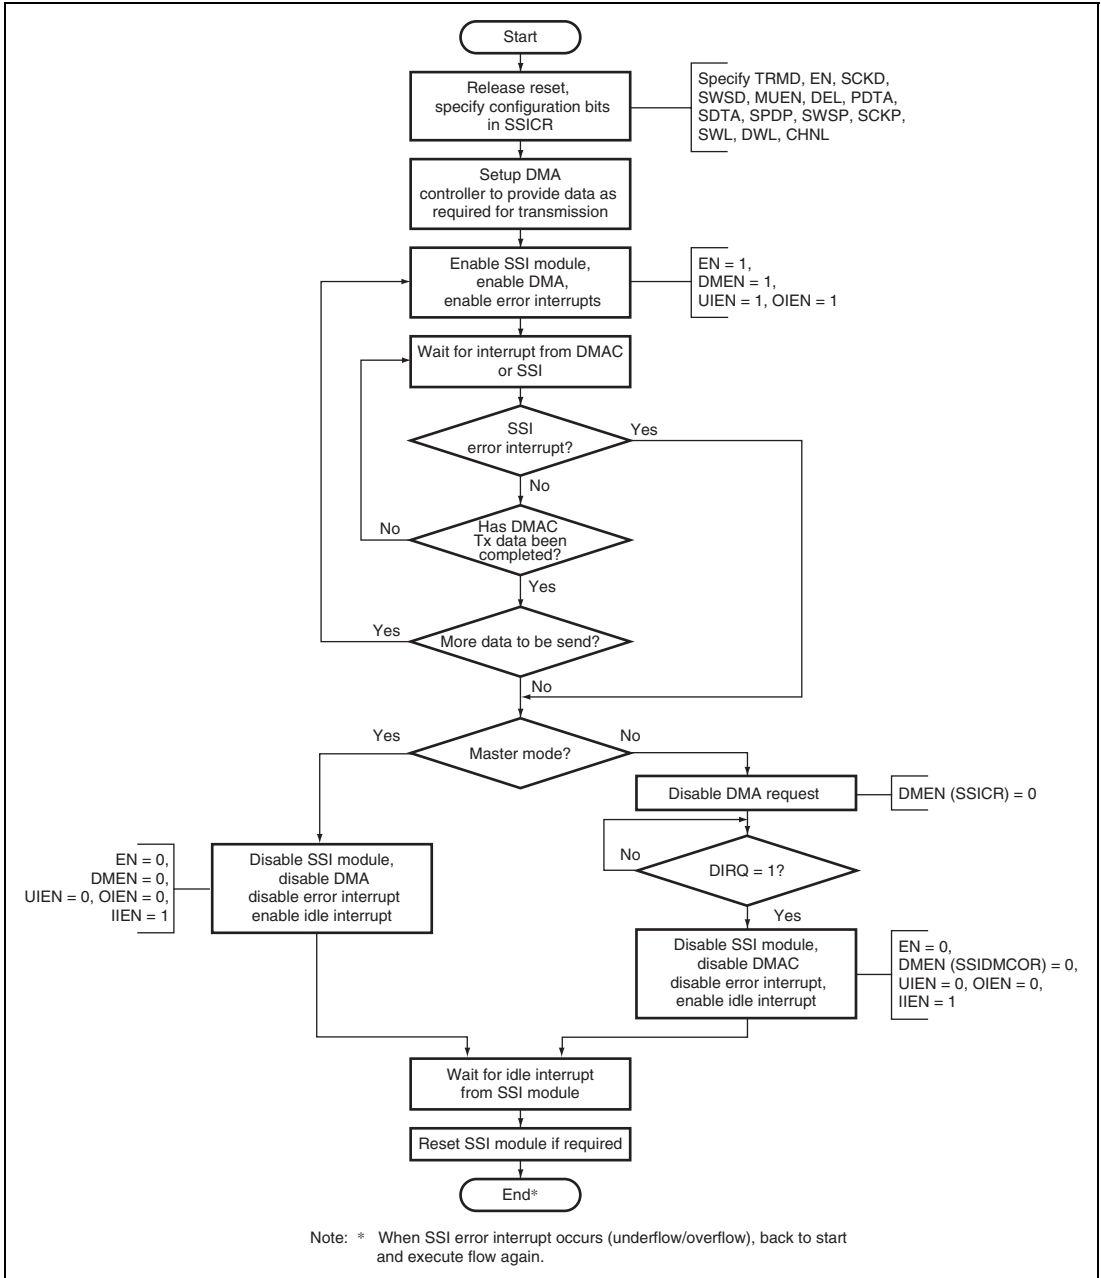 Start
Release reset,
specify configuration bits
in SSICR
Specify TRMD, EN, SCKD,
SWSD, MUEN, DEL, PDTA,
SDTA, SPDP, SWSP, SCKP,
SWL, DWL, CHNL
Setup DMA
controller to provide data as
required for transmission
Enable SSI module,
enable DMA,
enable error interrupts
EN = 1,
DMEN = 1,
UIEN = 1, OIEN = 1
Wait for interrupt from DMAC
or SSI
SSI
error interrupt?
Yes
No
Has DMAC
Tx data been
completed?
No
Yes
More data to be send?
Yes
No
Master mode?
Yes
No
Disable DMA request
DMEN (SSICR) = 0
DIRQ = 1?
No
Yes
EN = 0,
DMEN = 0,
UIEN = 0, OIEN = 0,
IIEN = 1
Disable SSI module,
disable DMA
disable error interrupt
enable idle interrupt
Disable SSI module,
disable DMAC
disable error interrupt,
enable idle interrupt
EN = 0,
DMEN (SSIDMCOR) = 0,
UIEN = 0, OIEN = 0,
IIEN = 1
Wait for idle interrupt
from SSI module
Reset SSI module if required
End*
Note: * When SSI error interrupt occurs (underflow/overflow), back to start
and execute flow again.